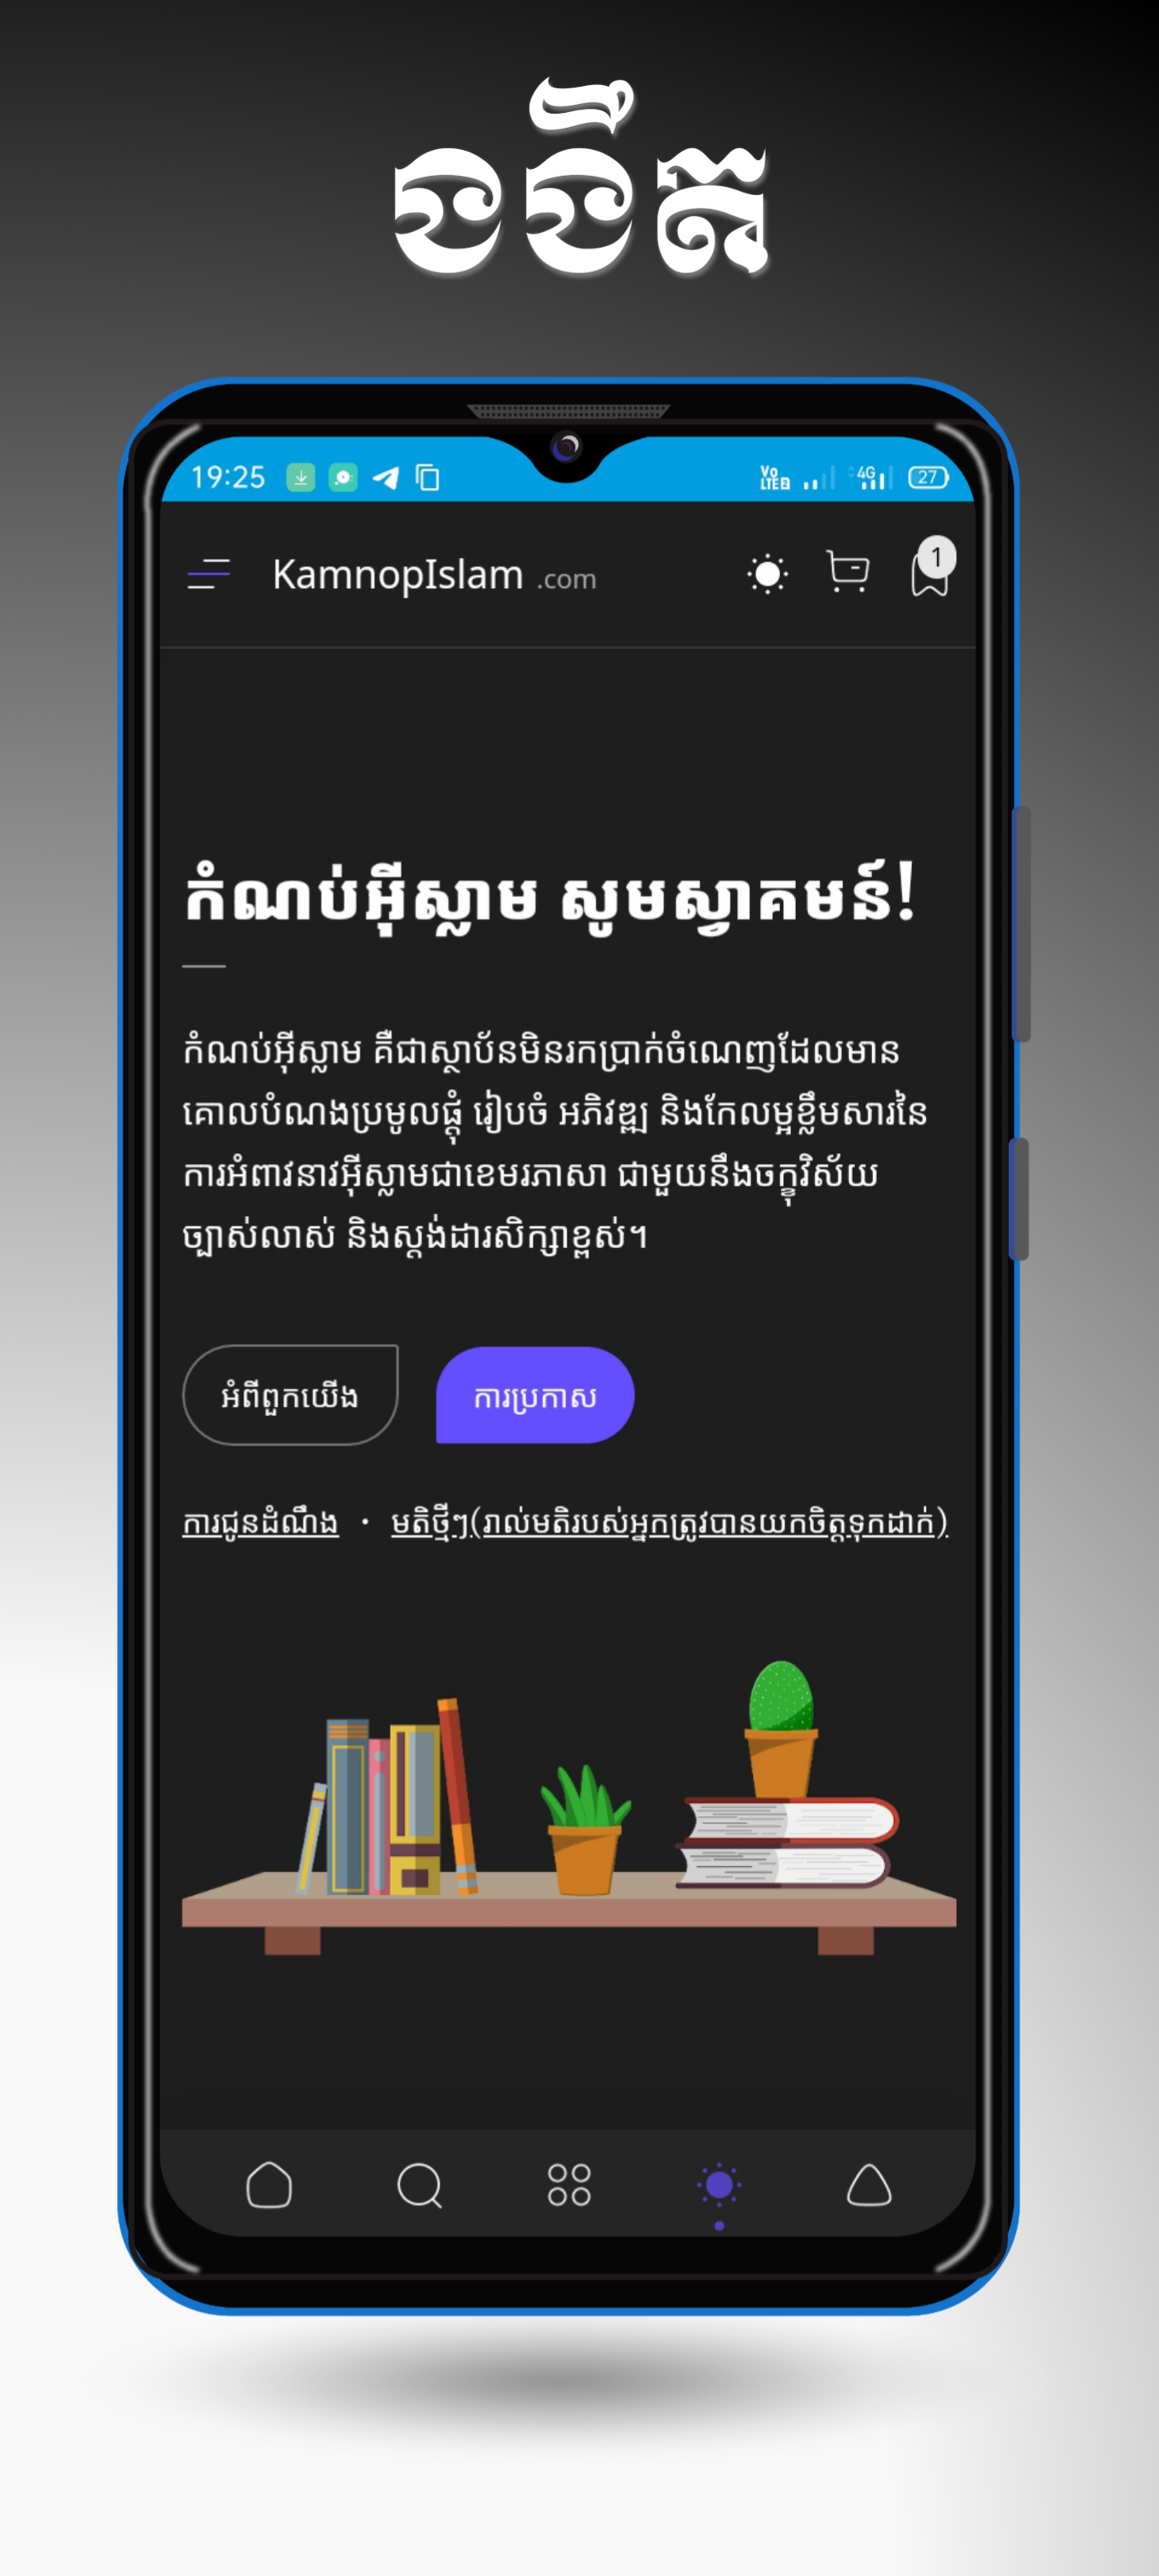 ងងឹត
19:25
Vo LTE2 4G 27
KamnopIslam .com
1
កំណប់អ៊ីស្លាម សូមស្វាគមន៍!
កំណប់អ៊ីស្លាម គឺជាស្ថាប័នមិនរកប្រាក់ចំណេញដែលមាន
គោលបំណងប្រមូលផ្តុំ រៀបចំ អភិវឌ្ឍ និងកែលម្អខ្លឹមសារនៃ
ការអំពាវនាវអ៊ីស្លាមជាខេមរភាសា ជាមួយនឹងចក្ខុវិស័យ
ច្បាស់លាស់ និងស្តង់ដារសិក្សាខ្ពស់។
អំពីពួកយើង ការប្រកាស
ការជូនដំណឹង · មតិថ្មីៗ(រាល់មតិរបស់អ្នកត្រូវបានយកចិត្តទុកដាក់)